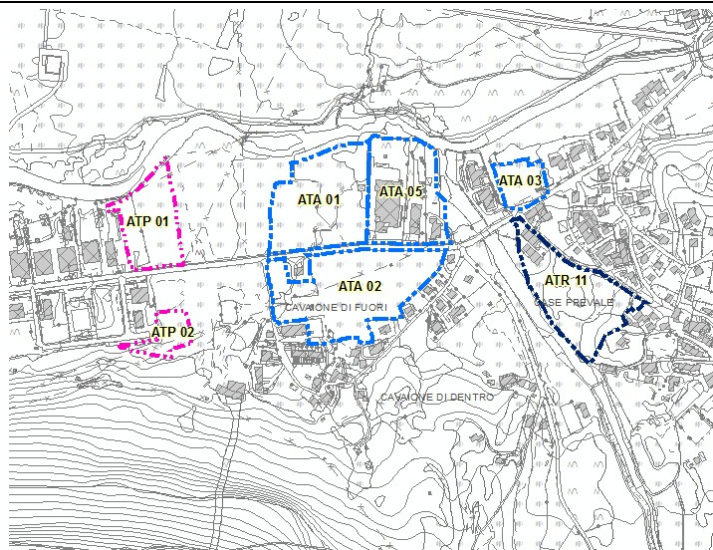 ATA 03
ATA 01
ATA 05
ATP 01
ATR 11
ATA 02
CASE PREVALE
CAVAIONE DI FUORI
ATP 02
CAVAIONE DI DENTRO